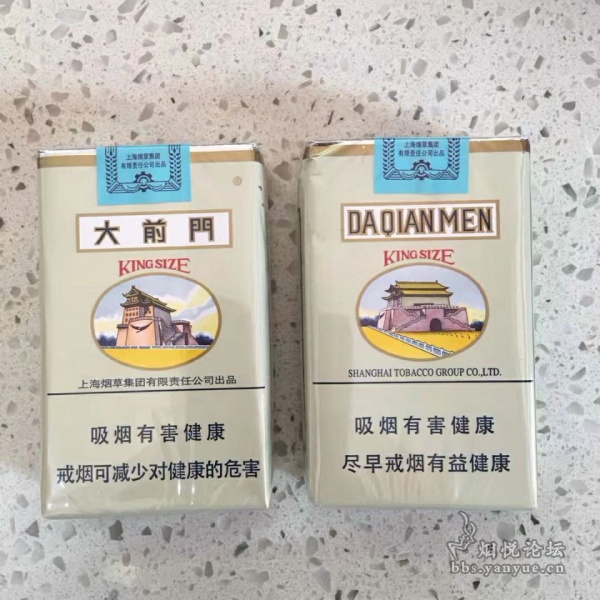 上海烟草集团
有限责任公司出品
®
大前門
KING SIZE
上海烟草集团有限责任公司出品
吸烟有害健康
戒烟可减少对健康的危害
上海烟草集团
有限责任公司出品
DAQIANMEN
KING SIZE
SHANGHAI TOBACCO GROUP CO.,LTD.
吸烟有害健康
尽早戒烟有益健康
烟悦论坛
bbs.yanyue.cn